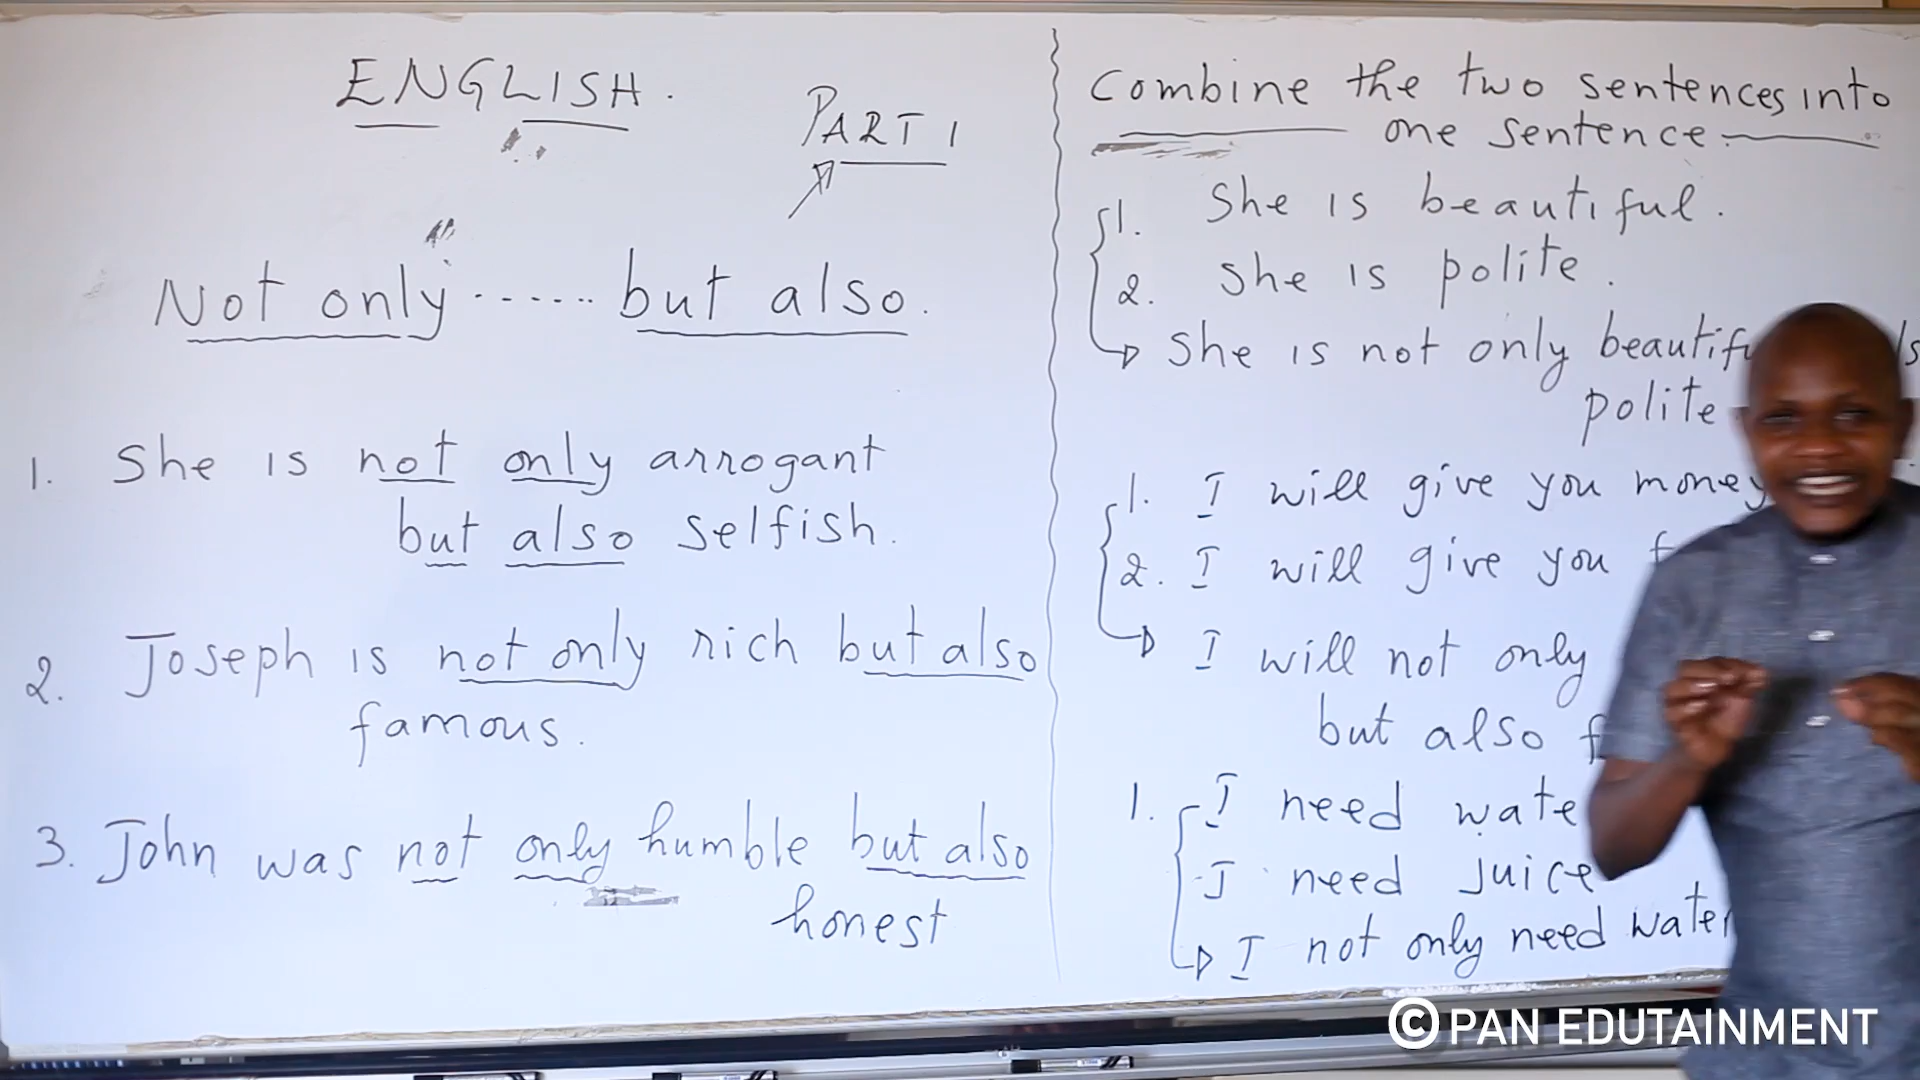 ENGLISH.
PART 1
Not only ...... but also.
1. She is not only arrogant
but also selfish.
2. Joseph is not only rich but also
famous.
3. John was not only humble but also
honest
Combine the two sentences into
one sentence.
1. She is beautiful.
2. She is polite.
She is not only
polite
1. I will give you money
2. I will give you
I will not only
but also
1. I need
I need juice
I not only need water
© PAN EDUTAINMENT